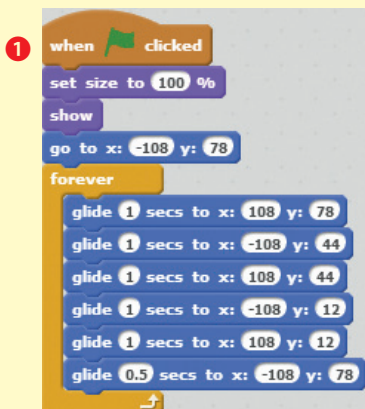 1
when clicked
set size to 100 %
show
go to x: -108 y: 78
forever
glide 1 secs to x: 108 y: 78
glide 1 secs to x: -108 y: 44
glide 1 secs to x: 108 y: 44
glide 1 secs to x: -108 y: 12
glide 1 secs to x: 108 y: 12
glide 0.5 secs to x: -108 y: 78